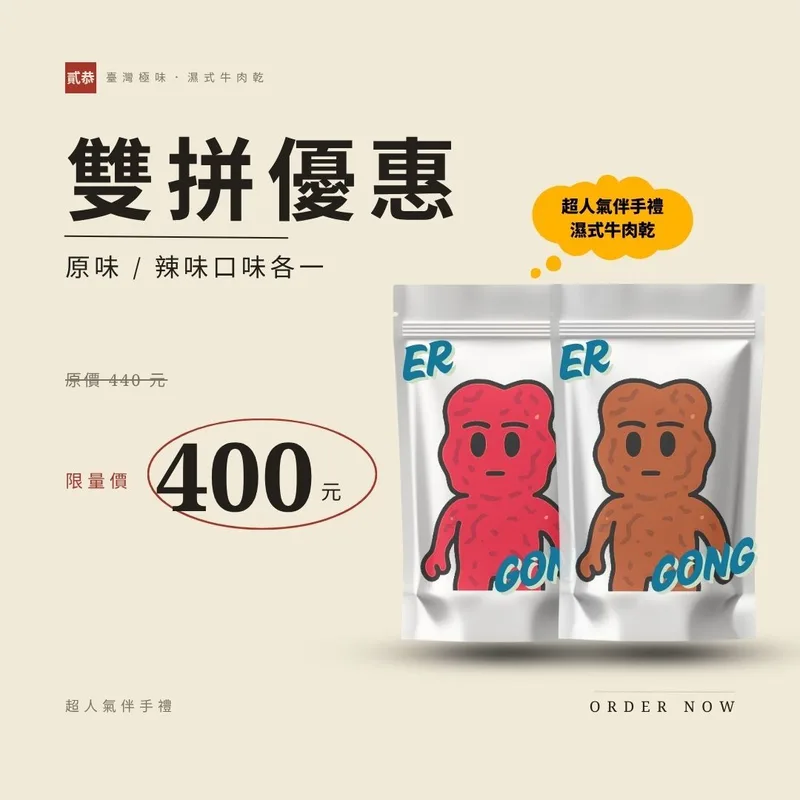 貳恭 臺灣極味·濕式牛肉乾
雙拼優惠
原味 / 辣味口味各一
超人氣伴手禮
濕式牛肉乾
原價 440 元
限量價 400 元
ER
GON
ER
GONG
超人氣伴手禮
ORDER NOW